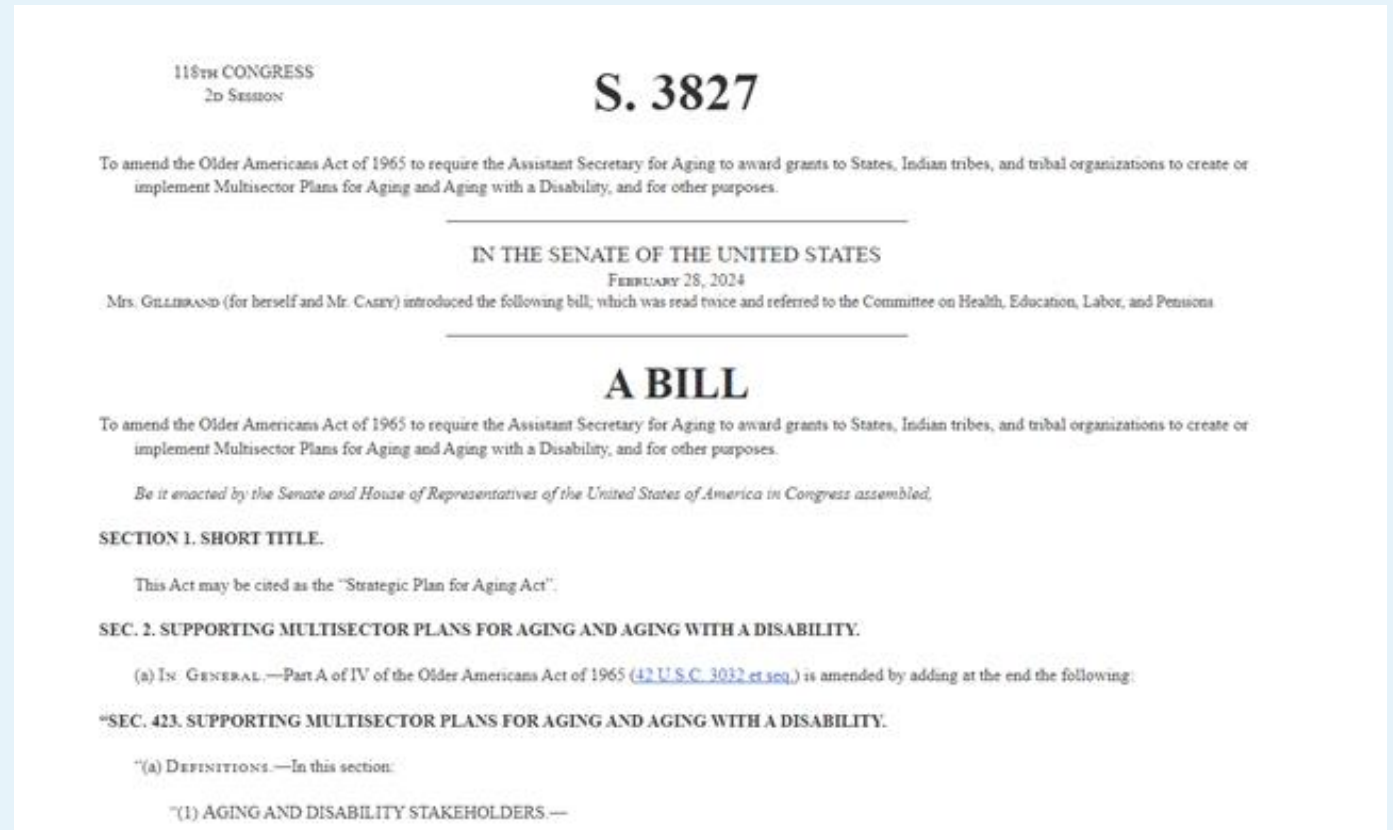 118TH CONGRESS
2D SESSION
S. 3827
To amend the Older Americans Act of 1965 to require the Assistant Secretary for Aging to award grants to States, Indian tribes, and tribal organizations to create or
implement Multisector Plans for Aging and Aging with a Disability, and for other purposes.
IN THE SENATE OF THE UNITED STATES
FEBRUARY 28, 2024
Mrs. GILLIBRAND (for herself and Mr. CASEY) introduced the following bill; which was read twice and referred to the Committee on Health, Education, Labor, and Pensions
A BILL
To amend the Older Americans Act of 1965 to require the Assistant Secretary for Aging to award grants to States, Indian tribes, and tribal organizations to create or
implement Multisector Plans for Aging and Aging with a Disability, and for other purposes.
Be it enacted by the Senate and House of Representatives of the United States of America in Congress assembled,
SECTION 1. SHORT TITLE.
This Act may be cited as the “Strategic Plan for Aging Act”.
SEC. 2. SUPPORTING MULTISECTOR PLANS FOR AGING AND AGING WITH A DISABILITY.
(a) IN GENERAL.—Part A of IV of the Older Americans Act of 1965 (42 U.S.C. 3032 et seq.) is amended by adding at the end the following:
“SEC. 423. SUPPORTING MULTISECTOR PLANS FOR AGING AND AGING WITH A DISABILITY.
“(a) DEFINITIONS.—In this section:
“(1) AGING AND DISABILITY STAKEHOLDERS.—